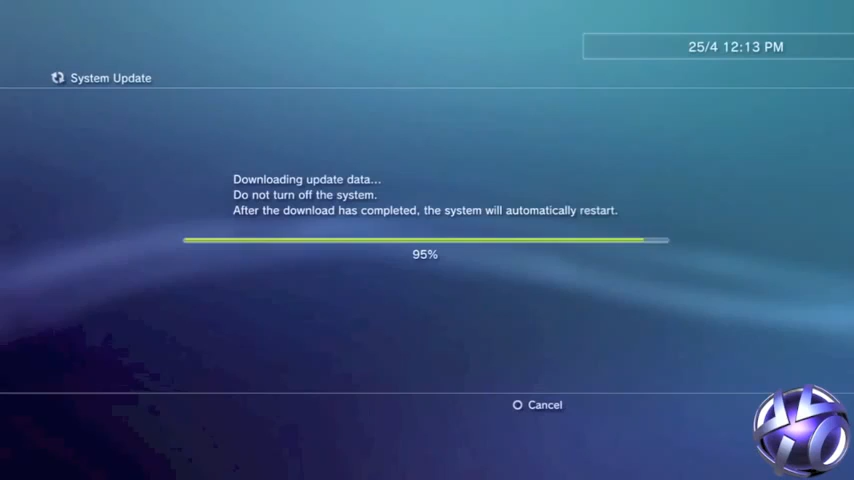 25/4 12:13 PM
System Update
Downloading update data...
Do not turn off the system.
After the download has completed, the system will automatically restart.
95%
Cancel